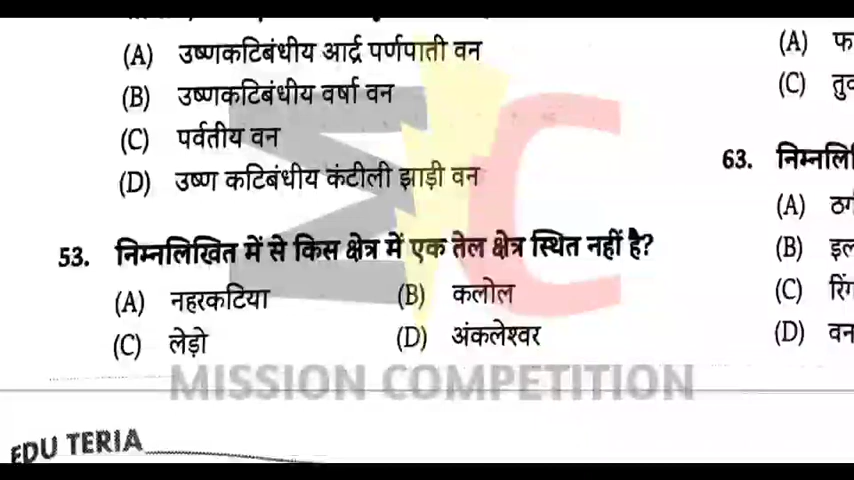 (A) उष्णकटिबंधीय आर्द्र पर्णपाती वन
(B) उष्णकटिबंधीय वर्षा वन
(C) पर्वतीय वन
(D) उष्ण कटिबंधीय कंटीली झाड़ी वन
53. निम्नलिखित में से किस क्षेत्र में एक तेल क्षेत्र स्थित नहीं है?
(A) नहरकटिया (B) कलोल
(C) लेड़ो (D) अंकलेश्वर
(A)
(C)
63.
(A)
(B)
(C)
(D)
MISSION COMPETITION
EDU TERIA